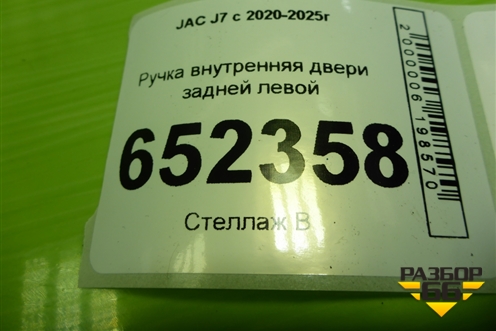 JAC J7 с 2020-2025г
Ручка внутренняя двери
задней левой
652358
Стеллаж В
2000006198570
РАЗБОР
66